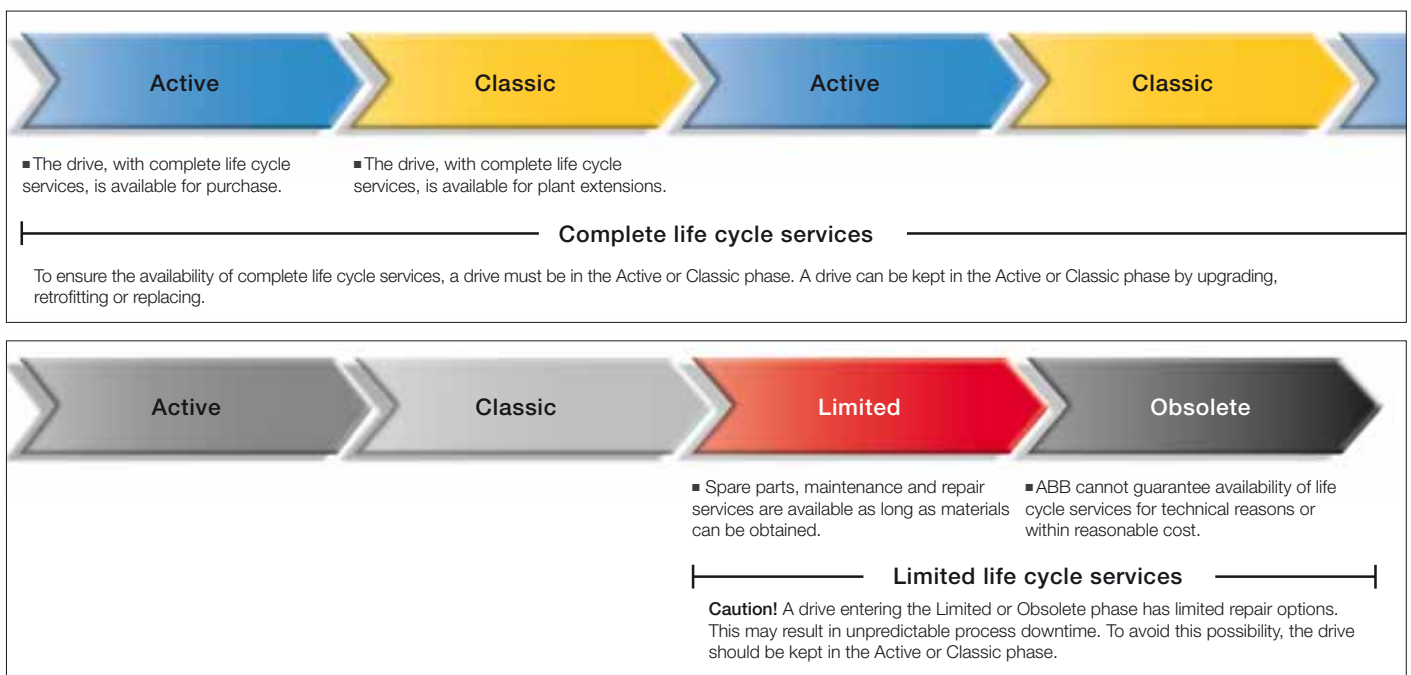 Active
Classic
Active
Classic
■ The drive, with complete life cycle
services, is available for purchase.
■ The drive, with complete life cycle
services, is available for plant extensions.
Complete life cycle services
To ensure the availability of complete life cycle services, a drive must be in the Active or Classic phase. A drive can be kept in the Active or Classic phase by upgrading,
retrofitting or replacing.
Active
Classic
Limited
Obsolete
■ Spare parts, maintenance and repair
services are available as long as materials
can be obtained.
■ ABB cannot guarantee availability of life
cycle services for technical reasons or
within reasonable cost.
Limited life cycle services
Caution! A drive entering the Limited or Obsolete phase has limited repair options.
This may result in unpredictable process downtime. To avoid this possibility, the drive
should be kept in the Active or Classic phase.